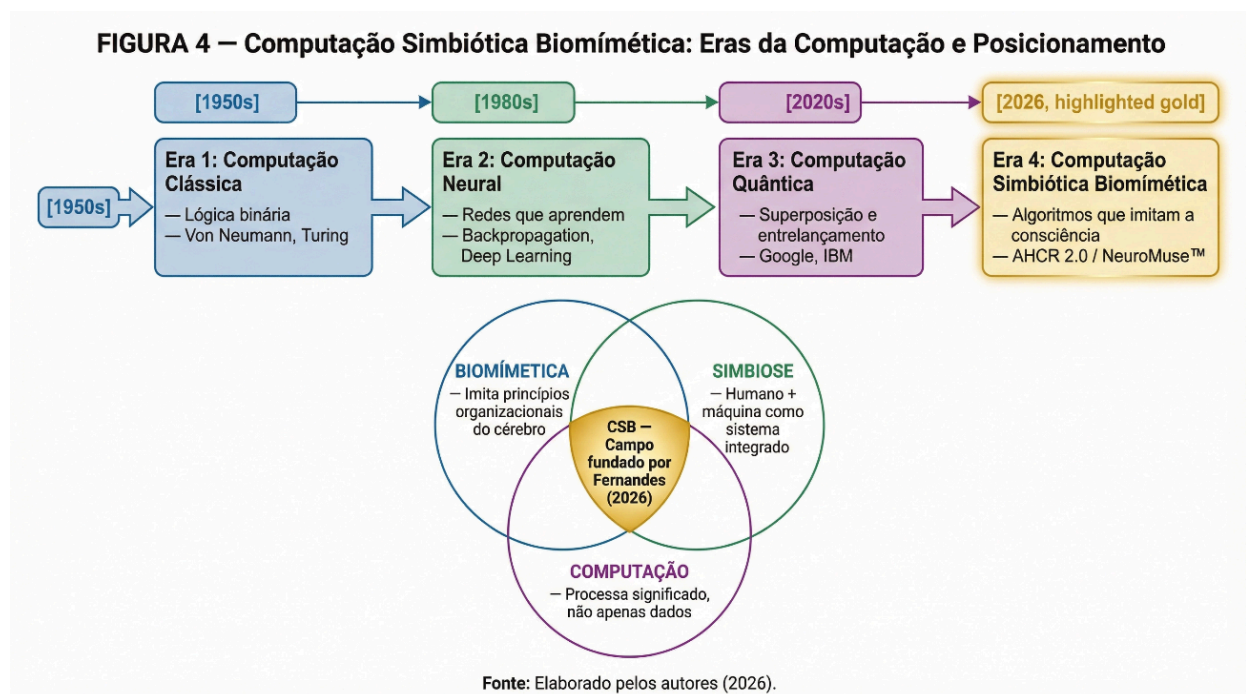 FIGURA 4 — Computação Simbiótica Biomímética: Eras da Computação e Posicionamento
[1950s]
[1980s]
[2020s]
[2026, highlighted gold]
[1950s]
Era 1: Computação
Clássica
— Lógica binária
— Von Neumann, Turing
Era 2: Computação
Neural
— Redes que aprendem
— Backpropagation,
Deep Learning
Era 3: Computação
Quântica
— Superposição e
entrelançamento
— Google, IBM
Era 4: Computação
Simbiótica Biomímética
— Algoritmos que imitam a
consciência
— AHCR 2.0 / NeuroMuse™
BIOMÍMETICA
— Imita princípios
organizacionais
do cérebro
SIMBIOSE
— Humano +
máquina como
sistema
integrado
CSB —
Campo
fundado por
Fernandes
(2026)
COMPUTAÇÃO
— Processa significado,
não apenas dados
Fonte: Elaborado pelos autores (2026).